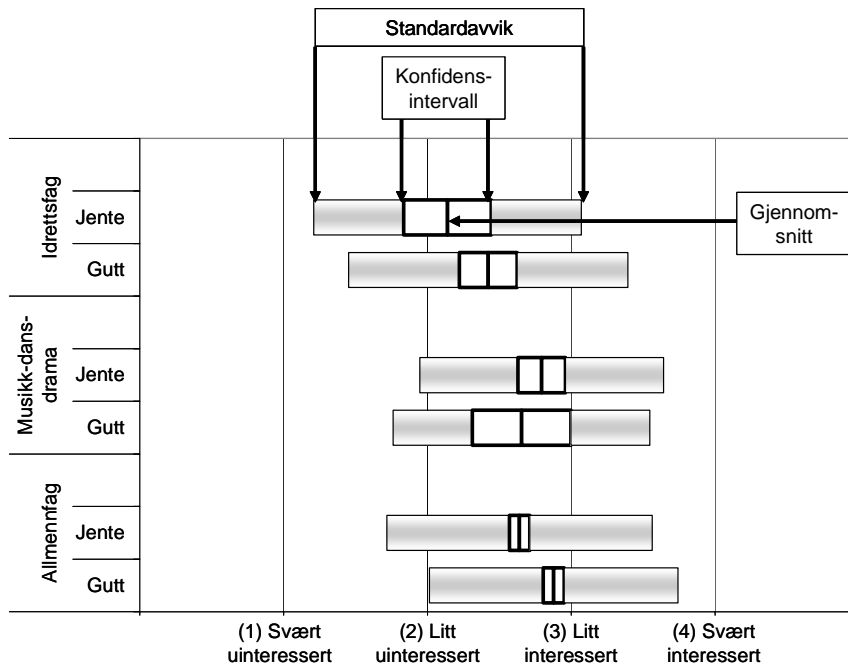 Standardavvik
Konfidens-
intervall
Gjennom-
snitt
Idrettsfag
Jente
Gutt
Musikk-dans-
drama
Jente
Gutt
Allmennfag
Jente
Gutt
(1) Svært
uinteressert
(2) Litt
uinteressert
(3) Litt
interessert
(4) Svært
interessert